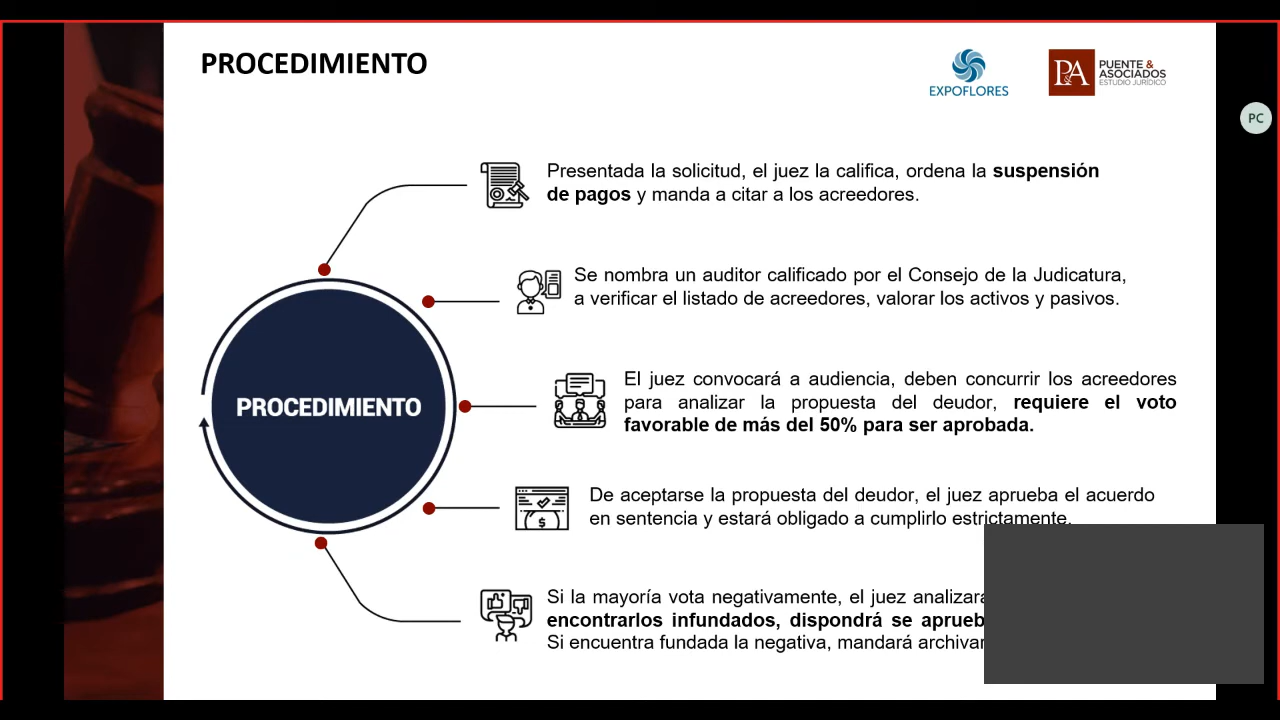 PROCEDIMIENTO
EXPOFLORES
P&A
PUENTE &
ASOCIADOS
ESTUDIO JURÍDICO
PC
Presentada la solicitud, el juez la califica, ordena la suspensión
de pagos y manda a citar a los acreedores.
Se nombra un auditor calificado por el Consejo de la Judicatura,
a verificar el listado de acreedores, valorar los activos y pasivos.
El juez convocará a audiencia, deben concurrir los acreedores
para analizar la propuesta del deudor, requiere el voto
favorable de más del 50% para ser aprobada.
PROCEDIMIENTO
De aceptarse la propuesta del deudor, el juez aprueba el acuerdo
en sentencia y estará obligado a cumplirlo estrictamente.
Si la mayoría vota negativamente, el juez analizará
encontrarlos infundados, dispondrá se
Si encuentra fundada la negativa, mandará